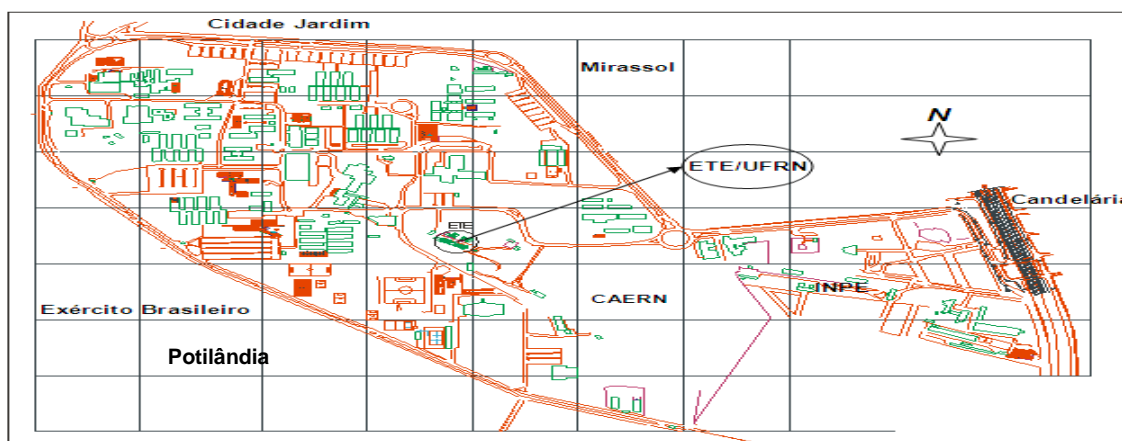 Cidade Jardim
Mirassol
N
ETE/UFRN
Candelária
ETE
INPE
CAERN
Exército Brasileiro
Potilândia